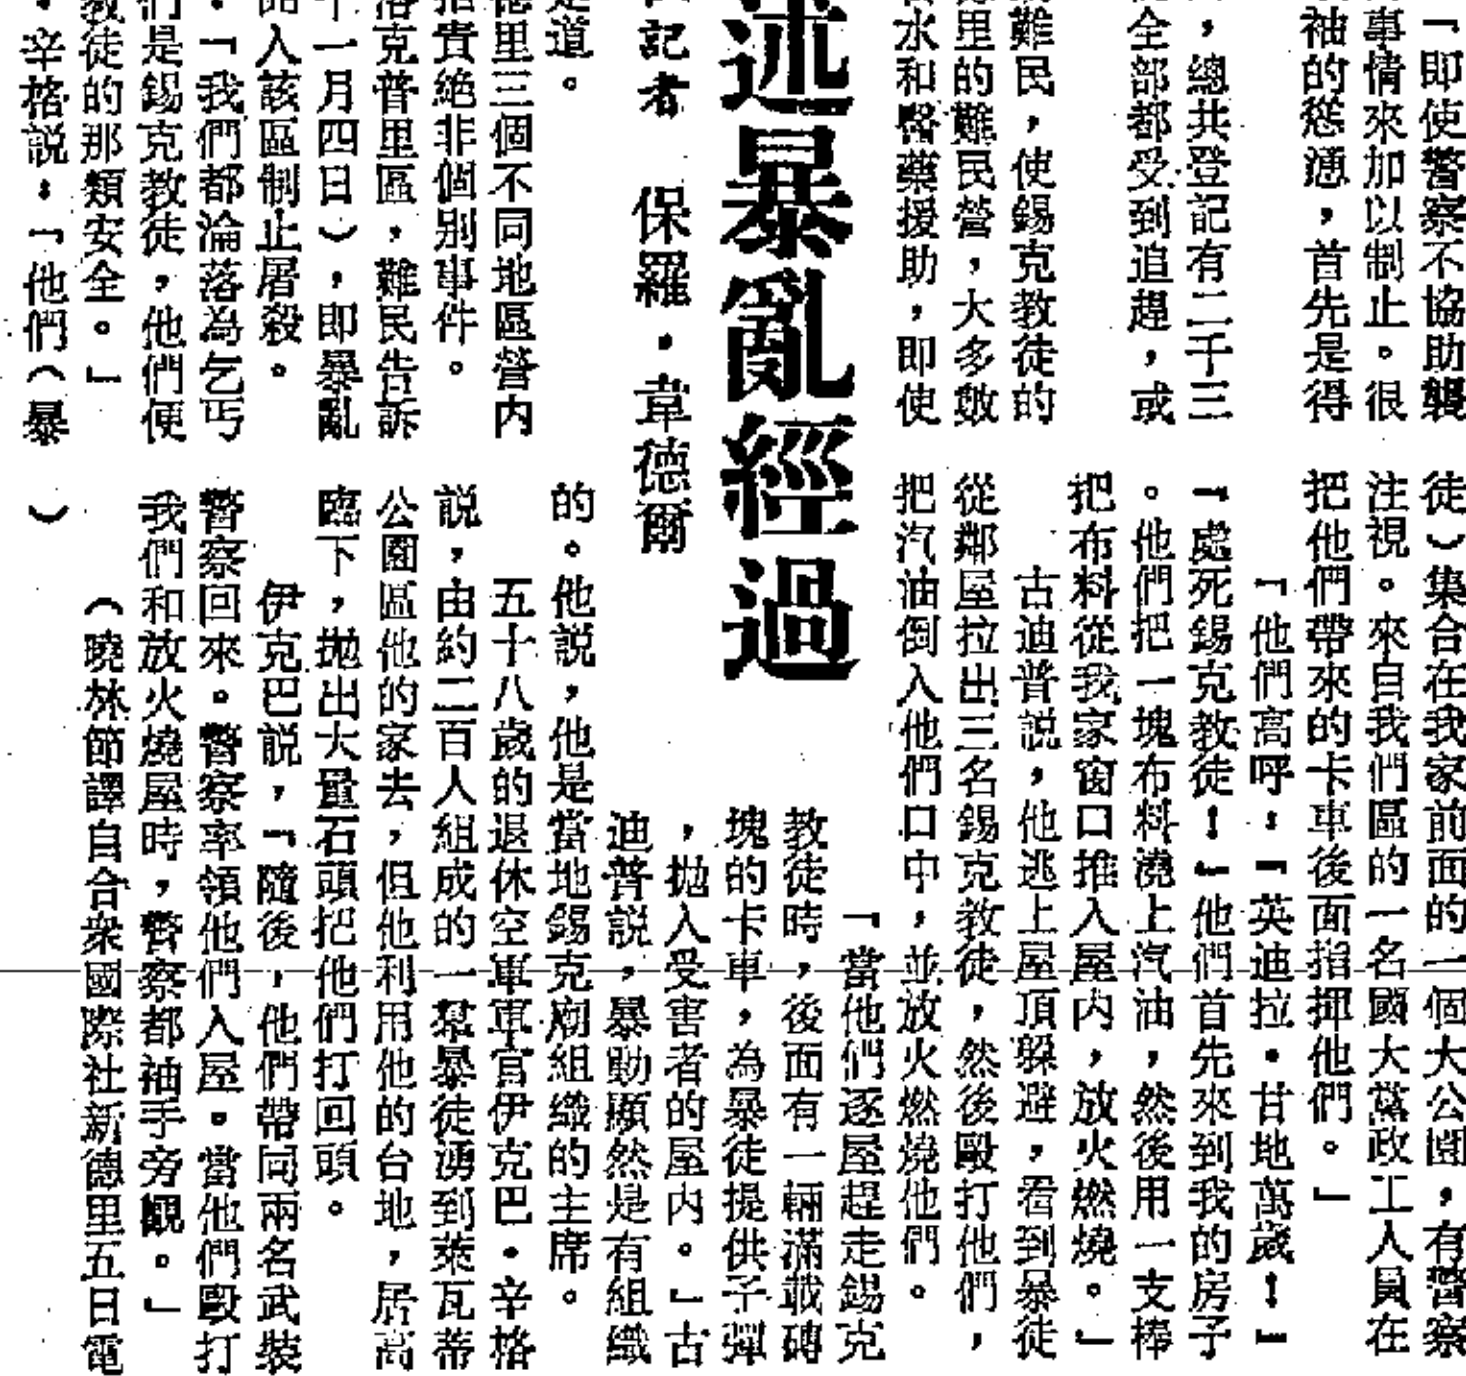 「即使警察不協助襲
事情來加以制止。很
袖的慫慂，首先是得
，總共登記有二千三
全部都受到追趕，或
難民，使錫克教徒的
里的難民營，大多數
水和醫藥援助，即使
述暴亂經過
記者　保羅．韋德爾
道。
里三個不同地區營內
責絕非個別事件。
克普里區，難民告訴
一月四日），即暴亂
入該區制止屠殺。
「我們都淪落為乞丐
們是錫克教徒，他們便
教徒的那類安全。」
．辛格説：「他們（暴
徒）集合在我家前面的一個大公園，有警察
注視。來自我們區的一名國大黨政工人員在
把他們帶來的卡車後面指揮他們。」
「他們高呼：『英迪拉．甘地萬歲！』
『處死錫克教徒！』他們首先來到我的房子
。他們把一塊布料澆上汽油，然後用一支棒
把布料從我家窗口推入屋内，放火燃燒。」
古迪普説，他逃上屋頂躲避，看到暴徒
從鄰屋拉出三名錫克教徒，然後毆打他們，
把汽油倒入他們口中，並放火燃燒他們。
「當他們逐屋趕走錫克
教徒時，後面有一輛滿載磚
塊的卡車，為暴徒提供子彈
，拋入受害者的屋内。」古
迪普説，暴動顯然是有組織
的。他説，他是當地錫克廟組織的主席。
五十八歲的退休空軍軍官伊克巴．辛格
説，由約二百人組成的一羣暴徒湧到萊瓦蒂
公園區他的家去，但他利用他的台地，居高
臨下，拋出大量石頭把他們打回頭。
伊克巴説，「隨後，他們帶同兩名武裝
警察回來。警察率領他們入屋。當他們毆打
我們和放火燒屋時，警察都袖手旁觀。」
（曉林節譯自合衆國際社新德里五日電
）